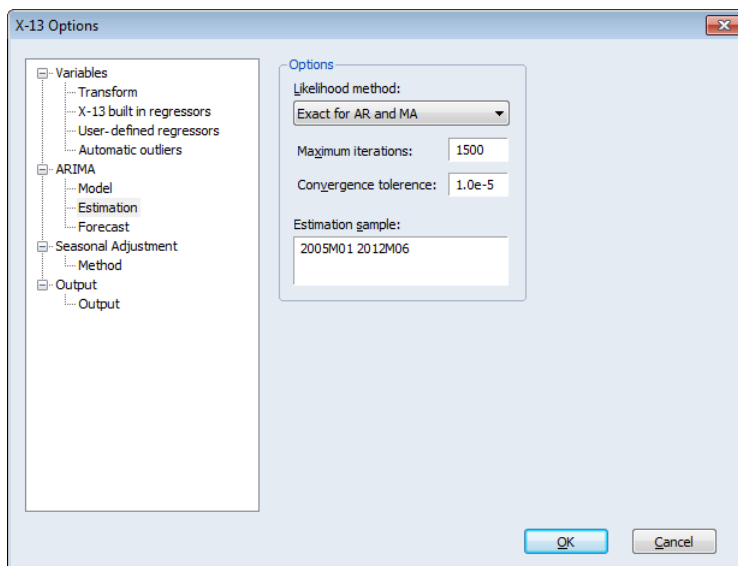 X-13 Options
Variables
Transform
X-13 built in regressors
User-defined regressors
Automatic outliers
ARIMA
Model
Estimation
Forecast
Seasonal Adjustment
Method
Output
Output
Options
Likelihood method:
Exact for AR and MA
Maximum iterations: 1500
Convergence tolerence: 1.0e-5
Estimation sample:
2005M01 2012M06
OK Cancel